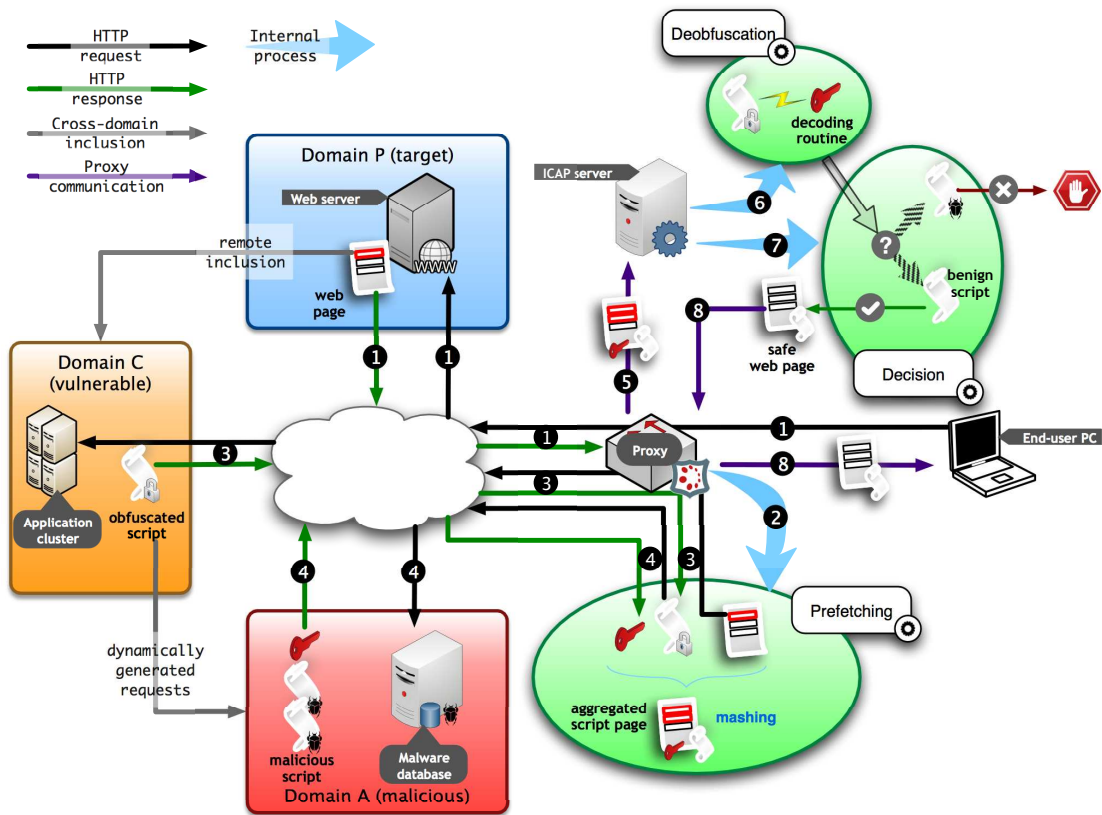 HTTP
request
HTTP
response
Cross-domain
inclusion
Proxy
communication
Internal
process
Deobfuscation
decoding
routine
Domain P (target)
Web server
WWW
web
page
remote
inclusion
1
1
ICAP server
6
7
?
benign
script
safe
web page
8
5
Decision
Domain C
(vulnerable)
3
Application
cluster
obfuscated
script
1
3
Proxy
1
8
End-user PC
2
4
4
4
3
Prefetching
dynamically
generated
requests
malicious
script
Malware
database
Domain A (malicious)
aggregated
script page
mashing